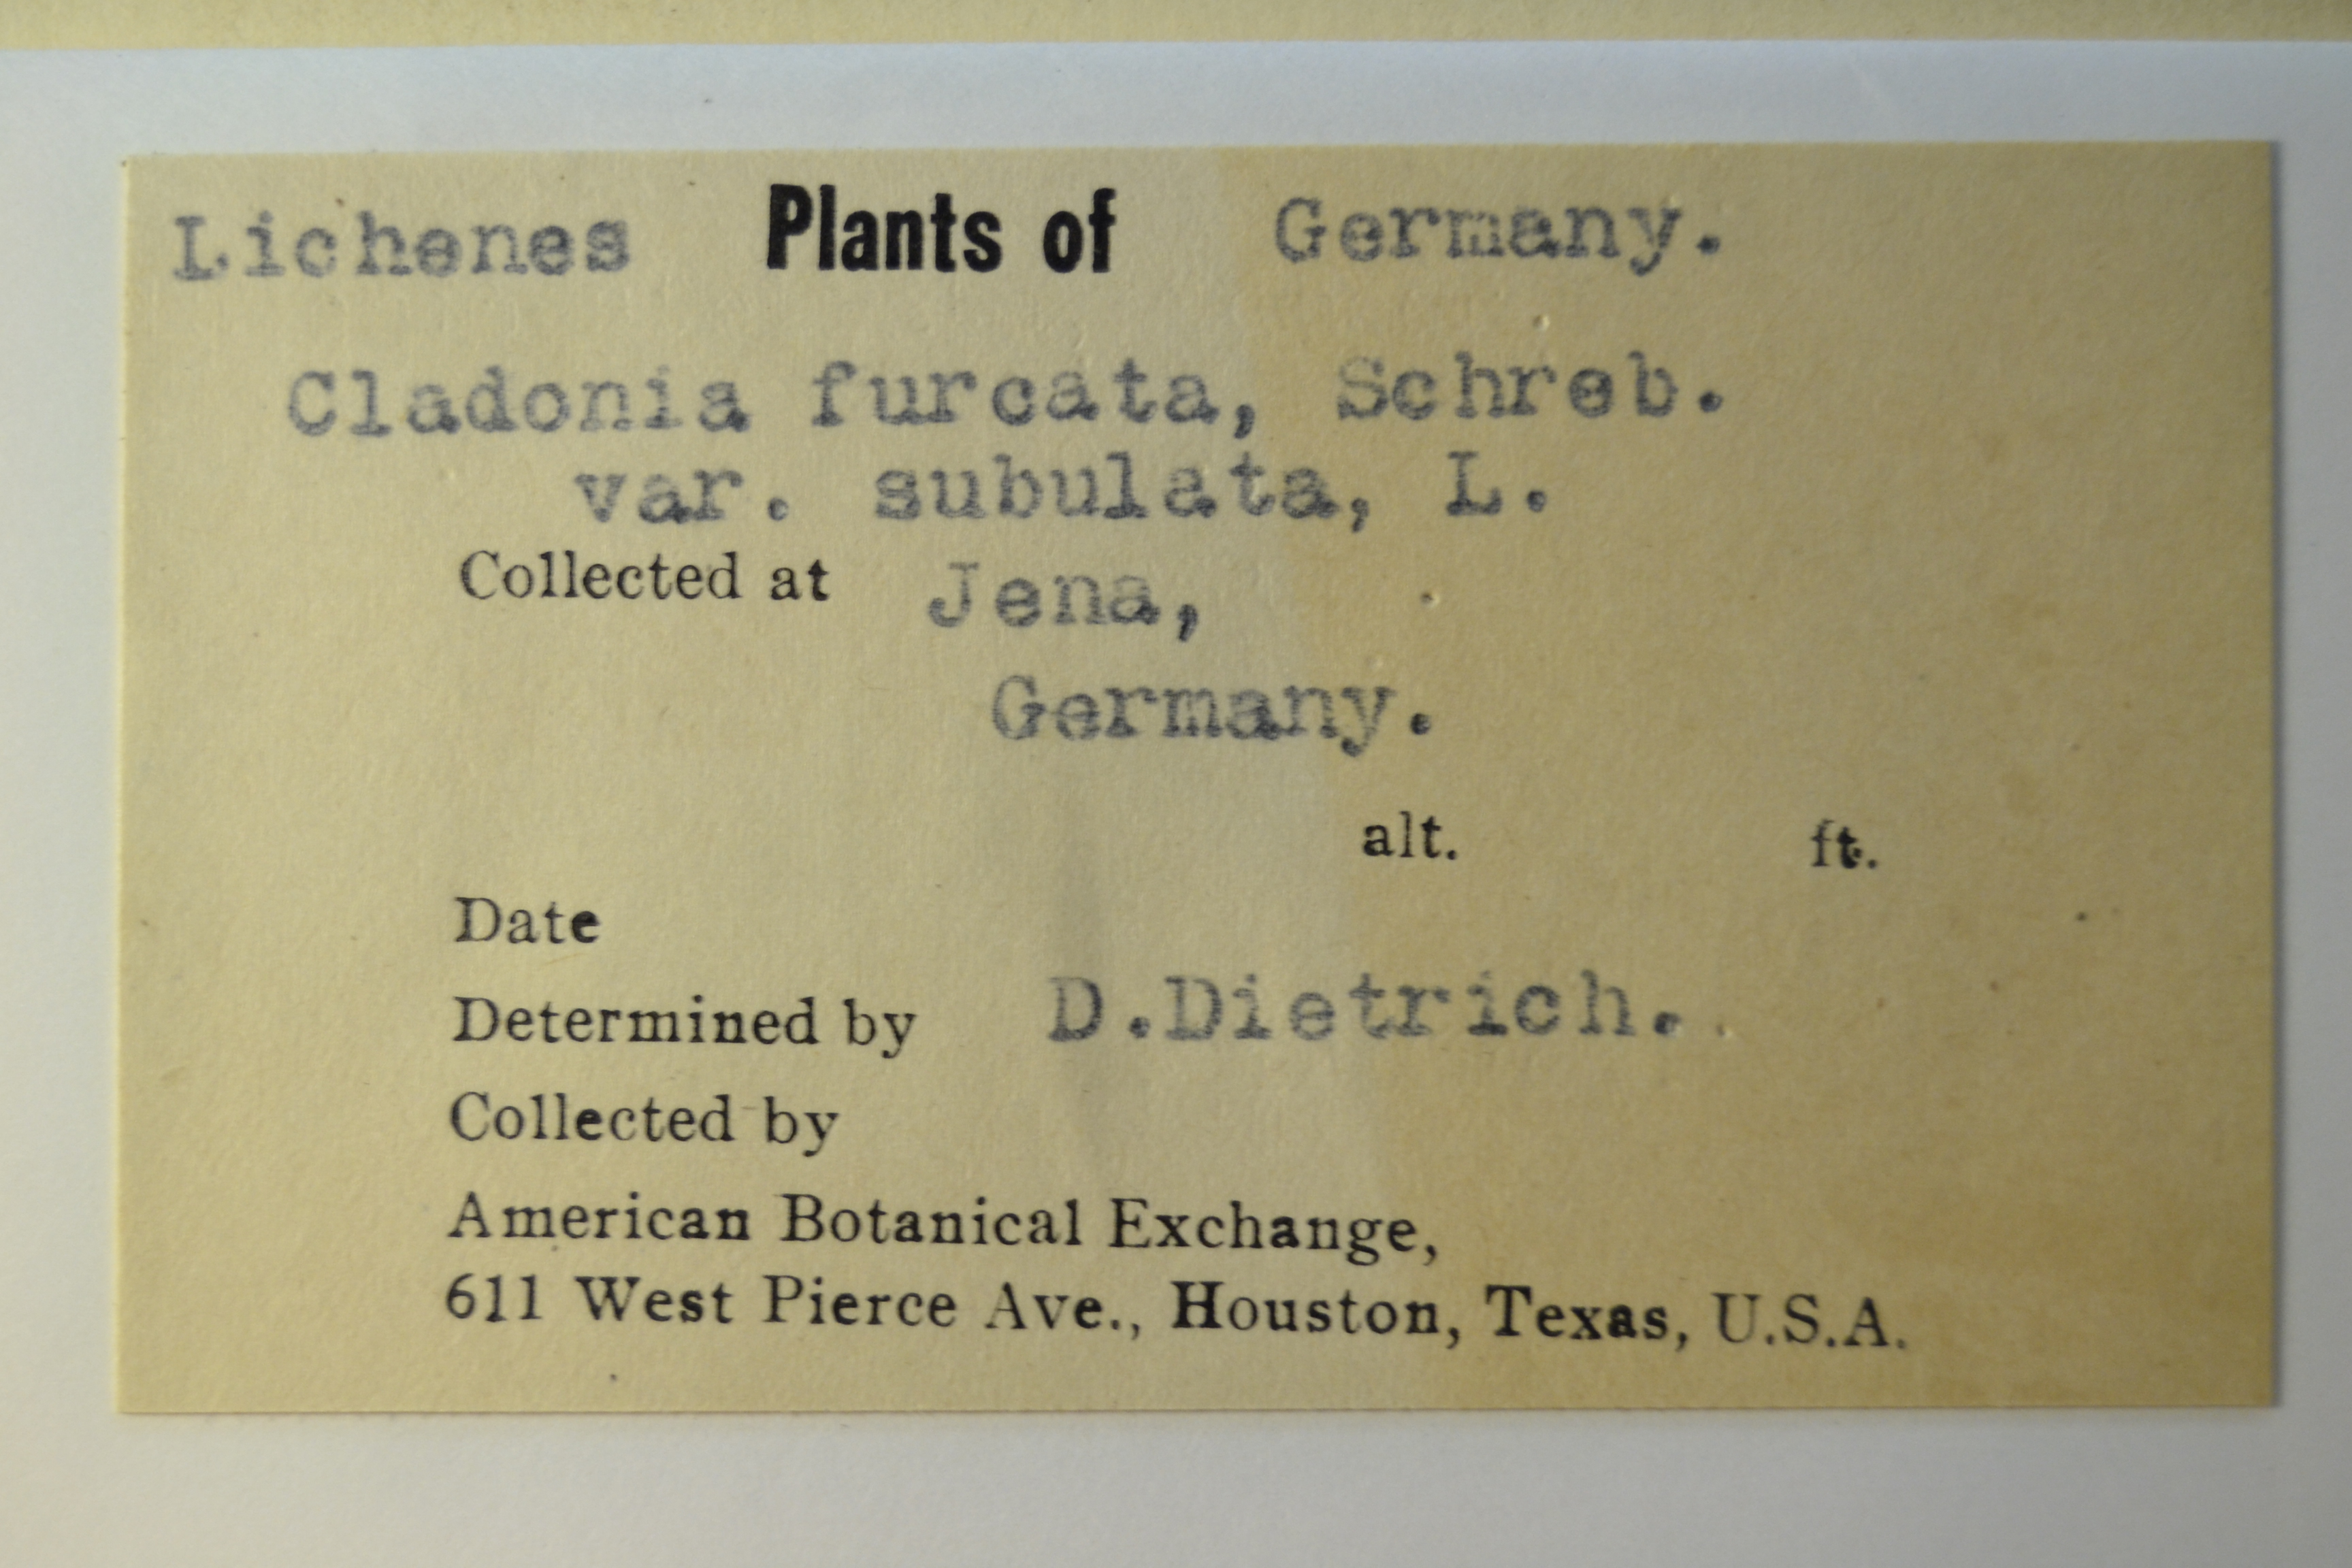 Lichenes Plants of Germany.
Cladonia furcata, Schreb.
var. subulata, L.
Collected at Jena,
Germany.
alt. ft.
Date
Determined by D.Dietrich.
Collected by
American Botanical Exchange,
611 West Pierce Ave., Houston, Texas, U.S.A.